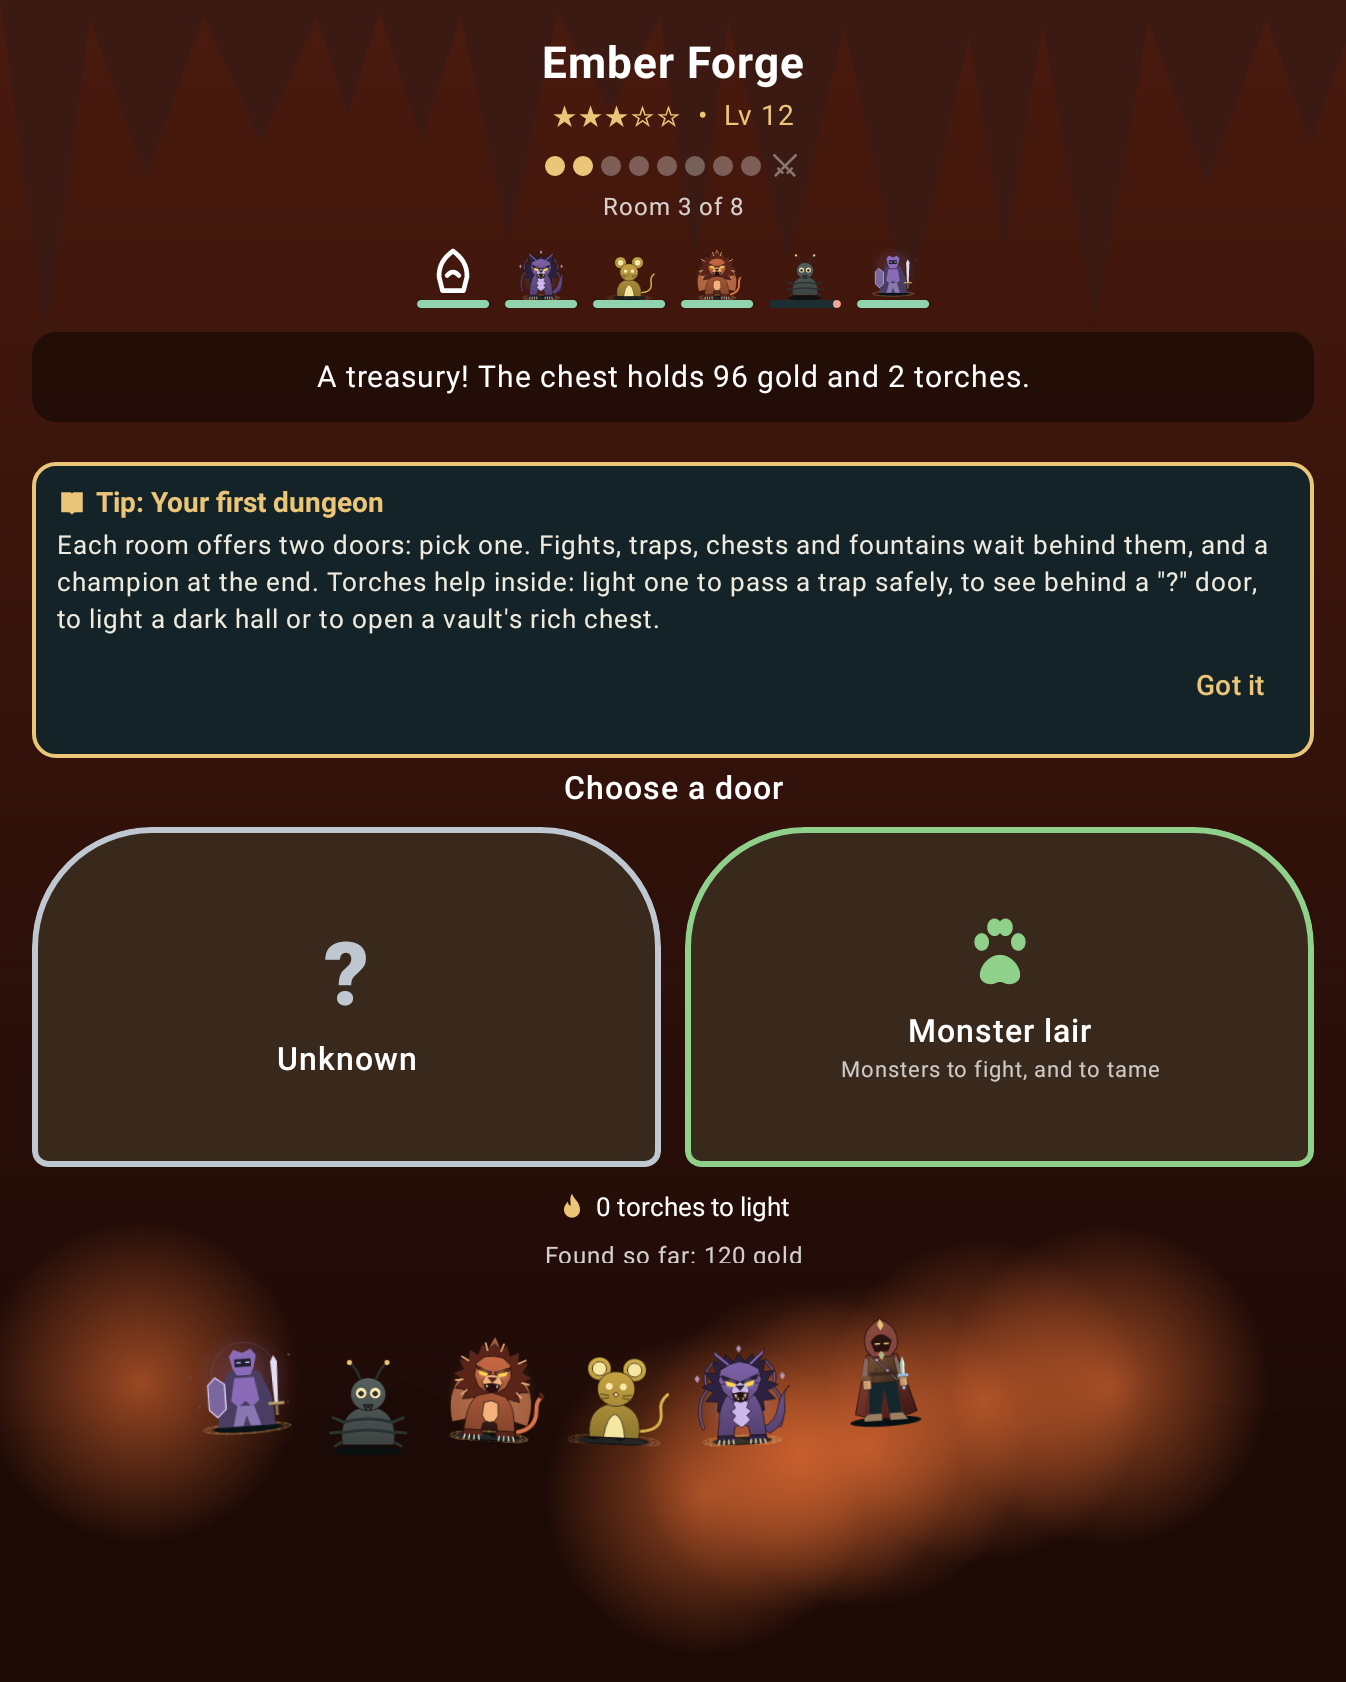 Ember Forge
★★★☆☆ • Lv 12
Room 3 of 8
A treasury! The chest holds 96 gold and 2 torches.
Tip: Your first dungeon
Each room offers two doors: pick one. Fights, traps, chests and fountains wait behind them, and a
champion at the end. Torches help inside: light one to pass a trap safely, to see behind a "?" door,
to light a dark hall or to open a vault's rich chest.
Got it
Choose a door
?
Unknown
Monster lair
Monsters to fight, and to tame
0 torches to light
Found so far: 120 gold